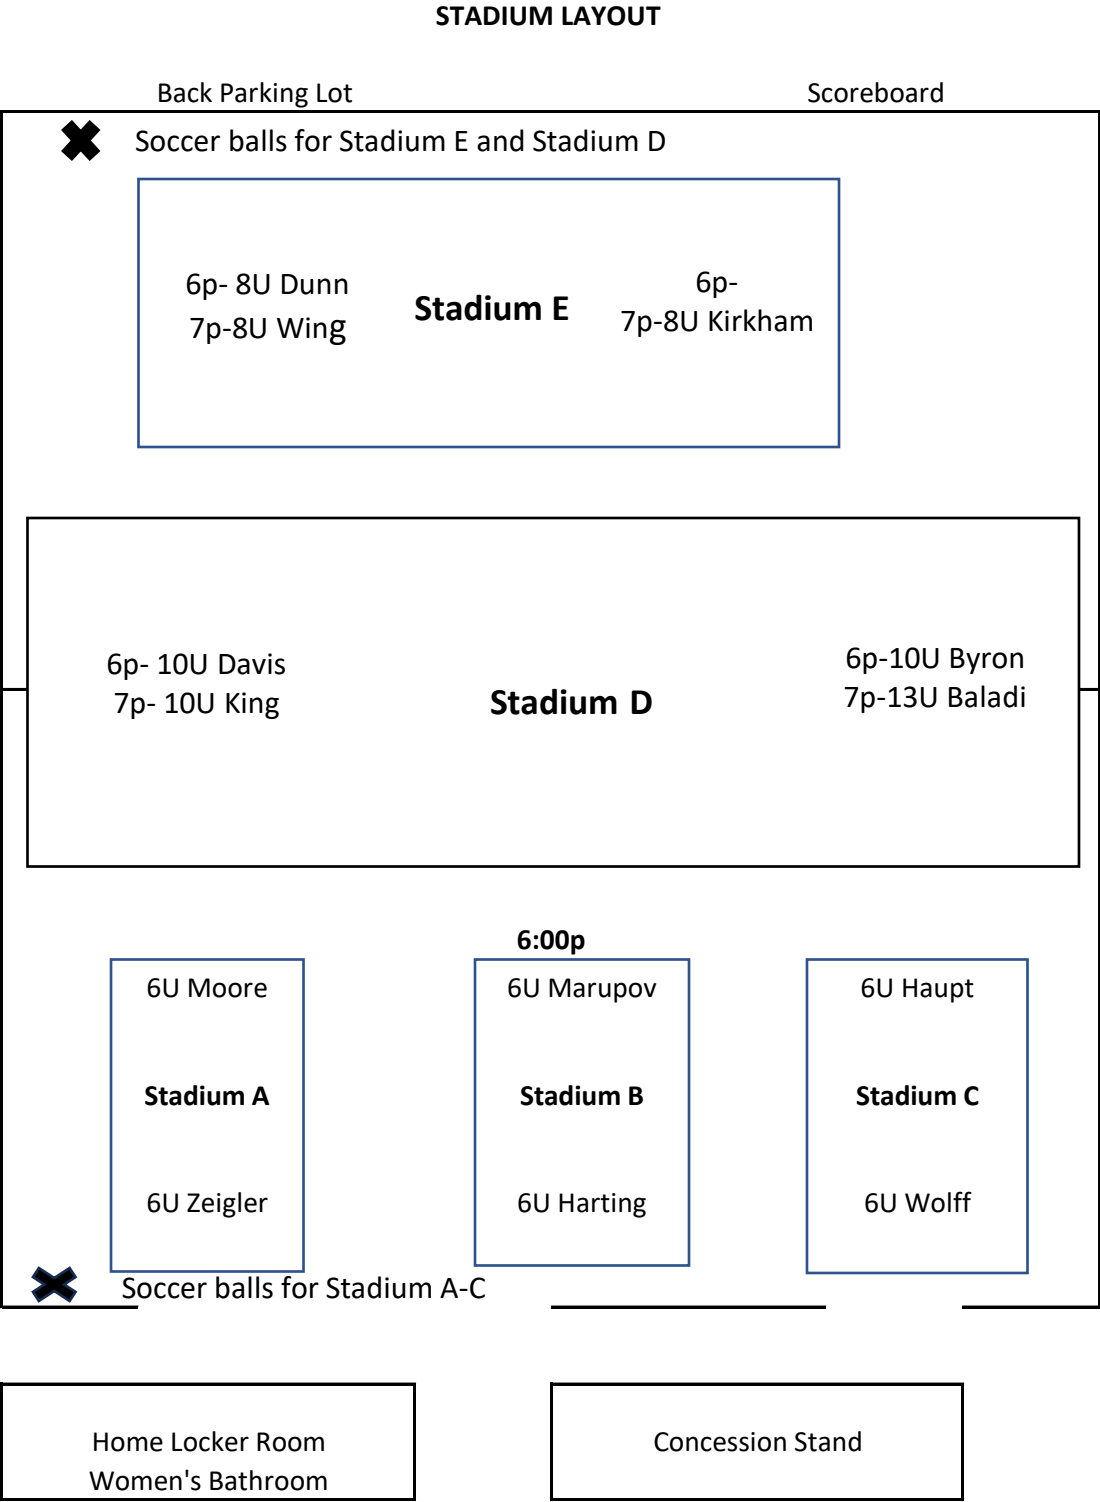 STADIUM LAYOUT
Back Parking Lot
Scoreboard
Soccer balls for Stadium E and Stadium D
6p- 8U Dunn
7p-8U Wing
Stadium E
6p-
7p-8U Kirkham
6p- 10U Davis
7p- 10U King
Stadium D
6p-10U Byron
7p-13U Baladi
6:00p
6U Moore
6U Marupov
6U Haupt
Stadium A
Stadium B
Stadium C
6U Zeigler
6U Harting
6U Wolff
Soccer balls for Stadium A-C
Home Locker Room
Women's Bathroom
Concession Stand